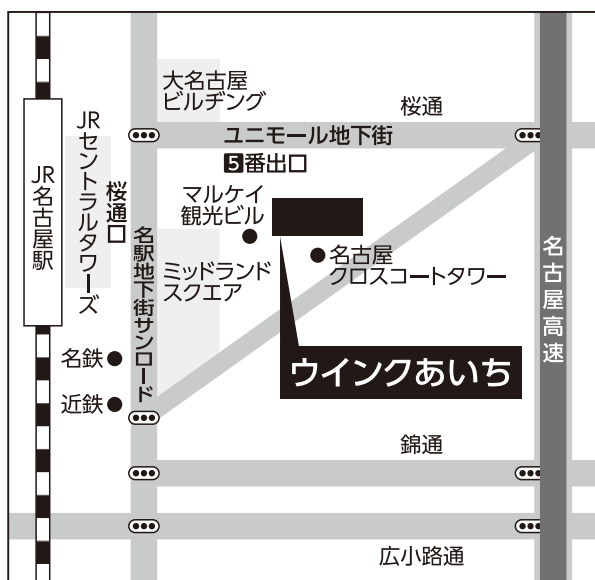 大名古屋
ビルヂング
桜通
ユニモール地下街
5番出口
JR
セントラルタワーズ
JR名古屋駅
桜通口
マルケイ
観光ビル
名駅地下街サンロード
ミッドランド
スクエア
名古屋
クロスコートタワー
名古屋高速
名鉄
近鉄
ウインクあいち
錦通
広小路通